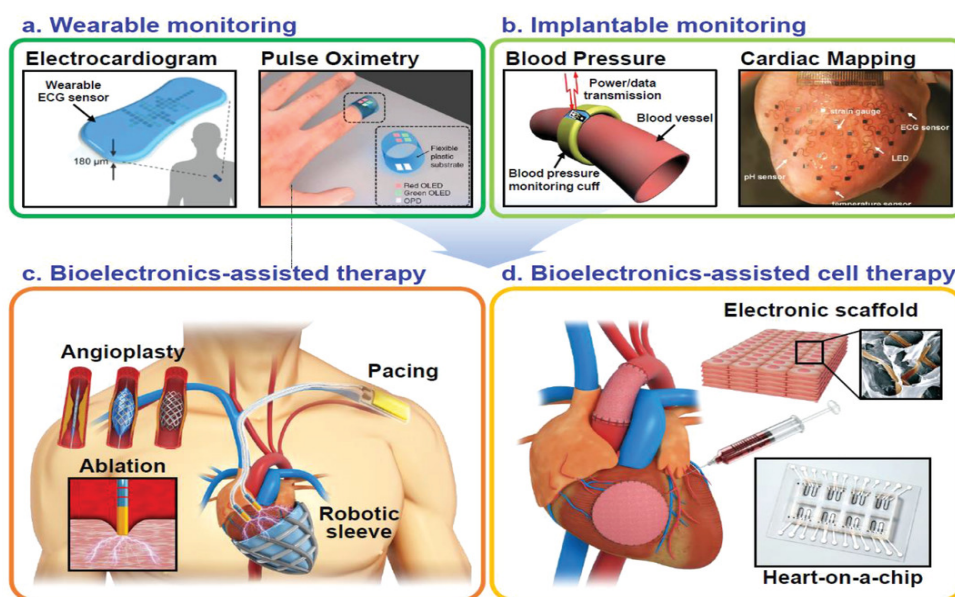 a. Wearable monitoring
Electrocardiogram
Wearable
ECG sensor
180 μm
Pulse Oximetry
Flexible
plastic
substrate
Red OLED
Green OLED
OPD
b. Implantable monitoring
Blood Pressure
Power/data
transmission
Blood vessel
Blood pressure
monitoring cuff
Cardiac Mapping
strain gauge
ECG sensor
LED
pH sensor
temperature sensor
c. Bioelectronics-assisted therapy
Angioplasty
Pacing
Ablation
Robotic
sleeve
d. Bioelectronics-assisted cell therapy
Electronic scaffold
Heart-on-a-chip